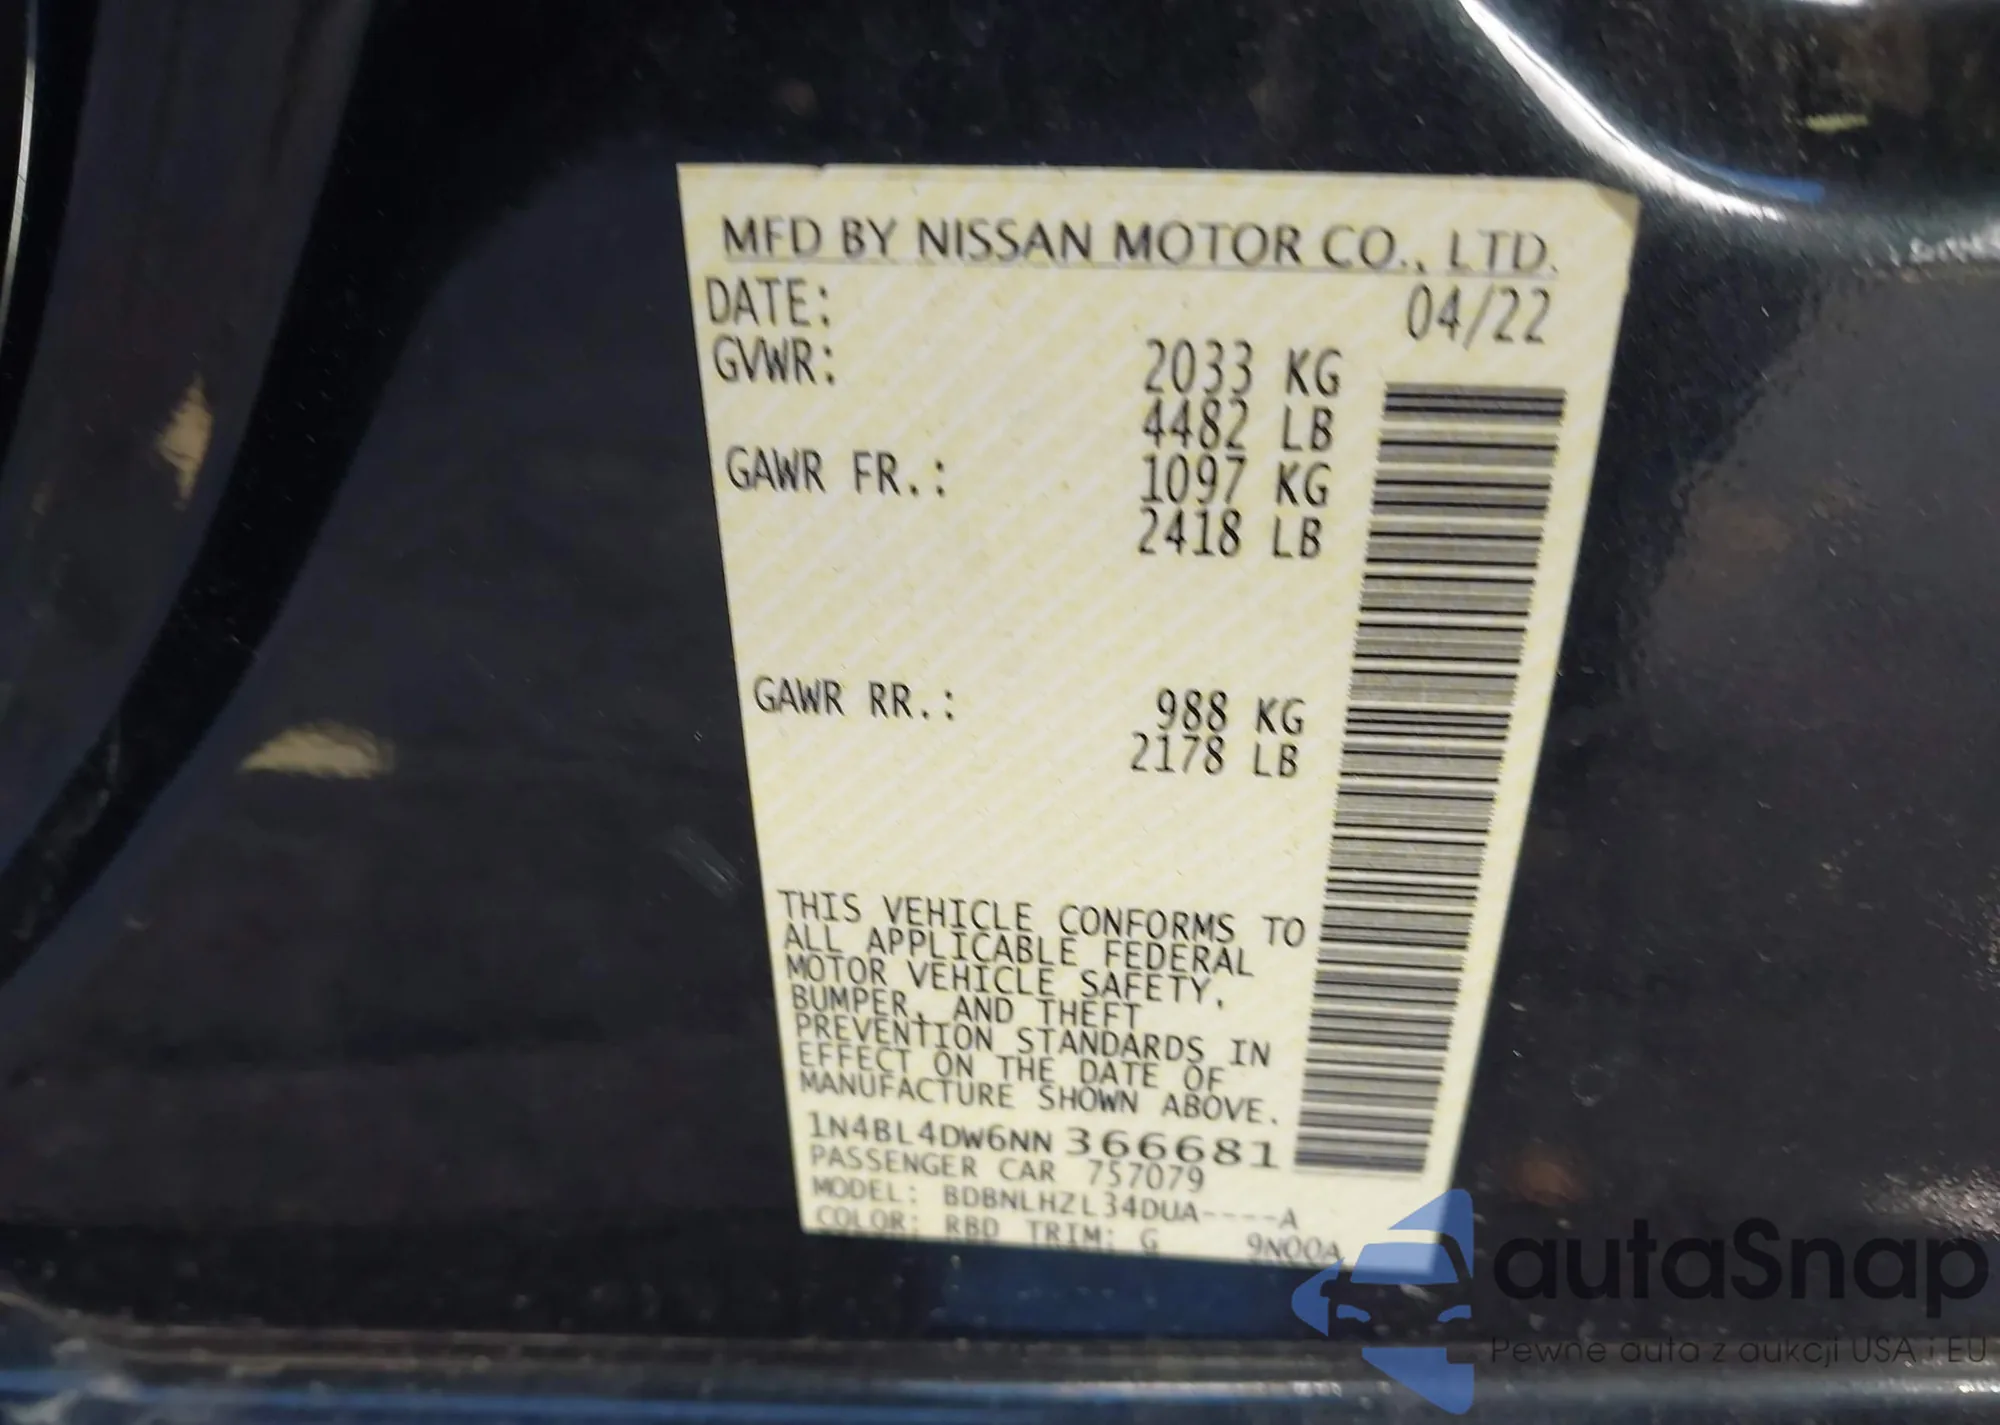 MFD BY NISSAN MOTOR CO., LTD.
DATE: 04/22
GVWR: 2033 KG
4482 LB
GAWR FR.: 1097 KG
2418 LB
GAWR RR.: 988 KG
2178 LB
THIS VEHICLE CONFORMS TO
ALL APPLICABLE FEDERAL
MOTOR VEHICLE SAFETY,
BUMPER, AND THEFT
PREVENTION STANDARDS IN
EFFECT ON THE DATE OF
MANUFACTURE SHOWN ABOVE.
1N4BL4DW6NN366681
PASSENGER CAR 757079
MODEL: BDBNLHZL34DUA----A
COLOR: RBD TRIM: G 9N00A
autaSnap
Pewne auta z aukcji USA i EU